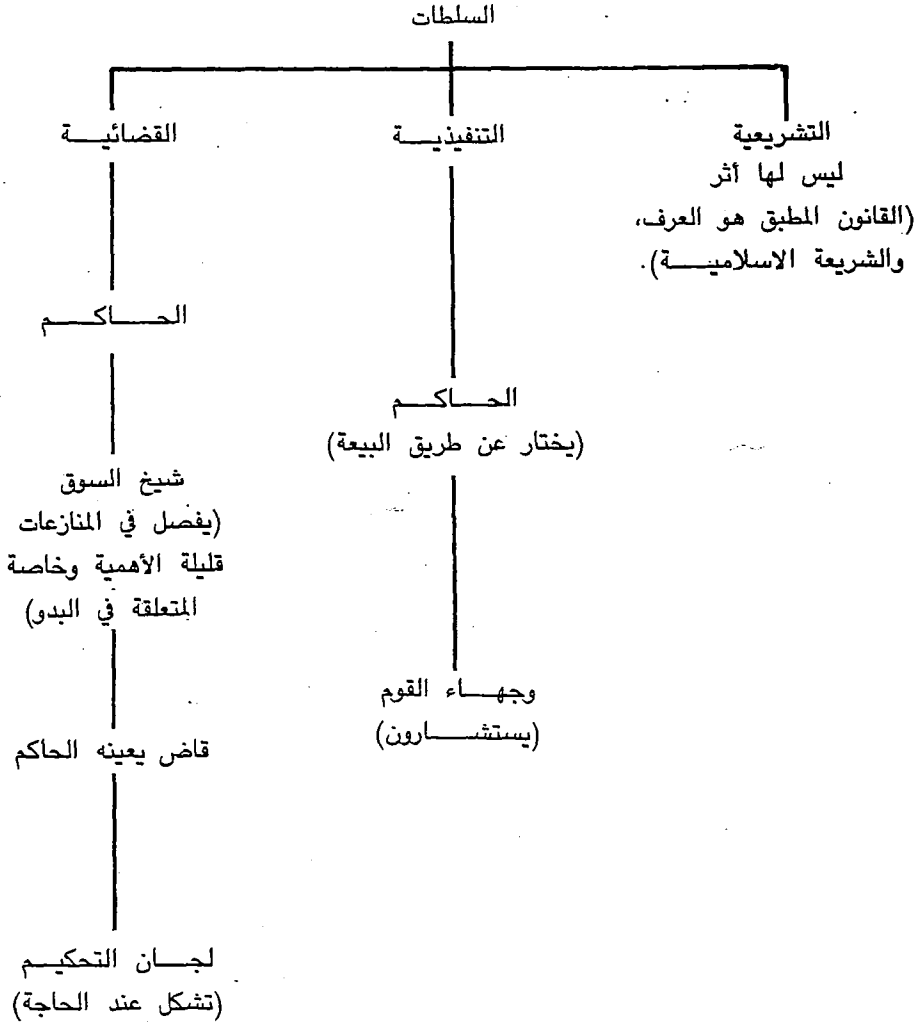 السلطات
التشريعية
ليس لها أثر
(القانون المطبق هو العرف،
والشريعة الاسلامية).
التنفيذية
الحاكم
(يختار عن طريق البيعة)
وجهاء القوم
(يستشارون)
القضائية
الحاكم
شيخ السوق
(يفصل في المنازعات
قليلة الأهمية وخاصة
المتعلقة في البدو)
قاض يعينه الحاكم
لجان التحكيم
(تشكل عند الحاجة)